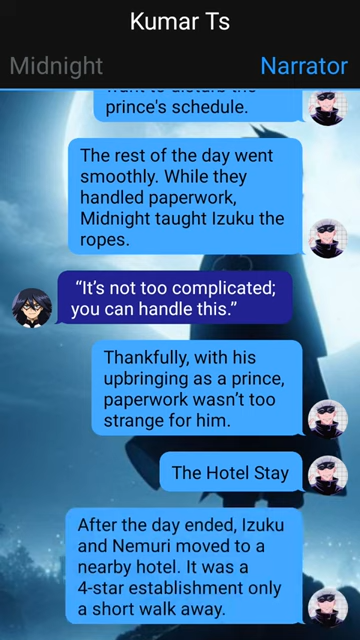 Kumar Ts
Midnight
Narrator
want to disturb the
prince's schedule.
The rest of the day went
smoothly. While they
handled paperwork,
Midnight taught Izuku the
ropes.
“It’s not too complicated;
you can handle this.”
Thankfully, with his
upbringing as a prince,
paperwork wasn’t too
strange for him.
The Hotel Stay
After the day ended, Izuku
and Nemuri moved to a
nearby hotel. It was a
4-star establishment only
a short walk away.